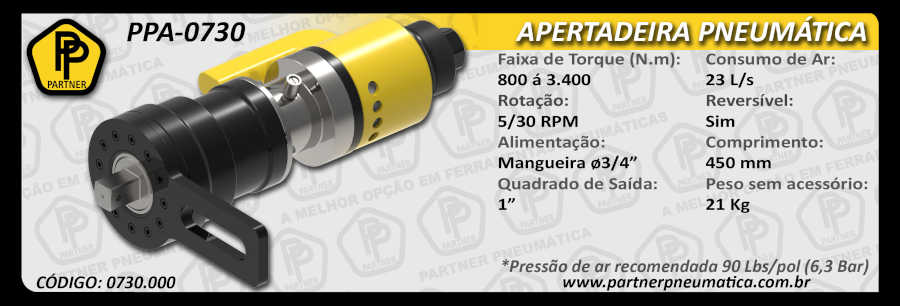 PPA-0730
APERTADEIRA PNEUMÁTICA
PP
PARTNER
Faixa de Torque (N.m):
800 á 3.400
Rotação:
5/30 RPM
Alimentação:
Mangueira ø3/4”
Quadrado de Saída:
1”
Consumo de Ar:
23 L/s
Reversível:
Sim
Comprimento:
450 mm
Peso sem acessório:
21 Kg
CÓDIGO: 0730.000
*Pressão de ar recomendada 90 Lbs/pol (6,3 Bar)
www.partnerpneumatica.com.br